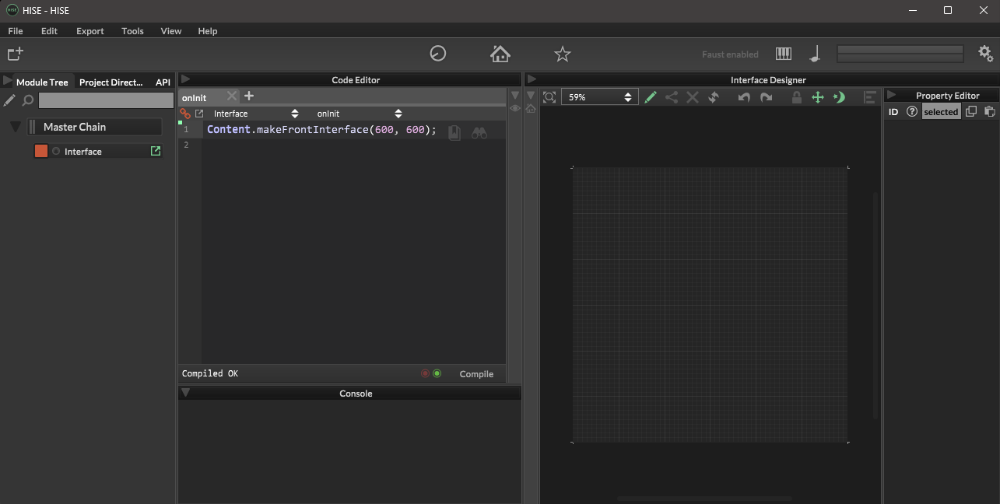 HISE - HISE
File Edit Export Tools View Help
Faust enabled
Module Tree Project Direct... API
Master Chain
Interface
Code Editor
onInit
Interface onInit
1 Content.makeFrontInterface(600, 600);
2
Compiled OK Compile
Console
Interface Designer
59%
Property Editor
ID selected